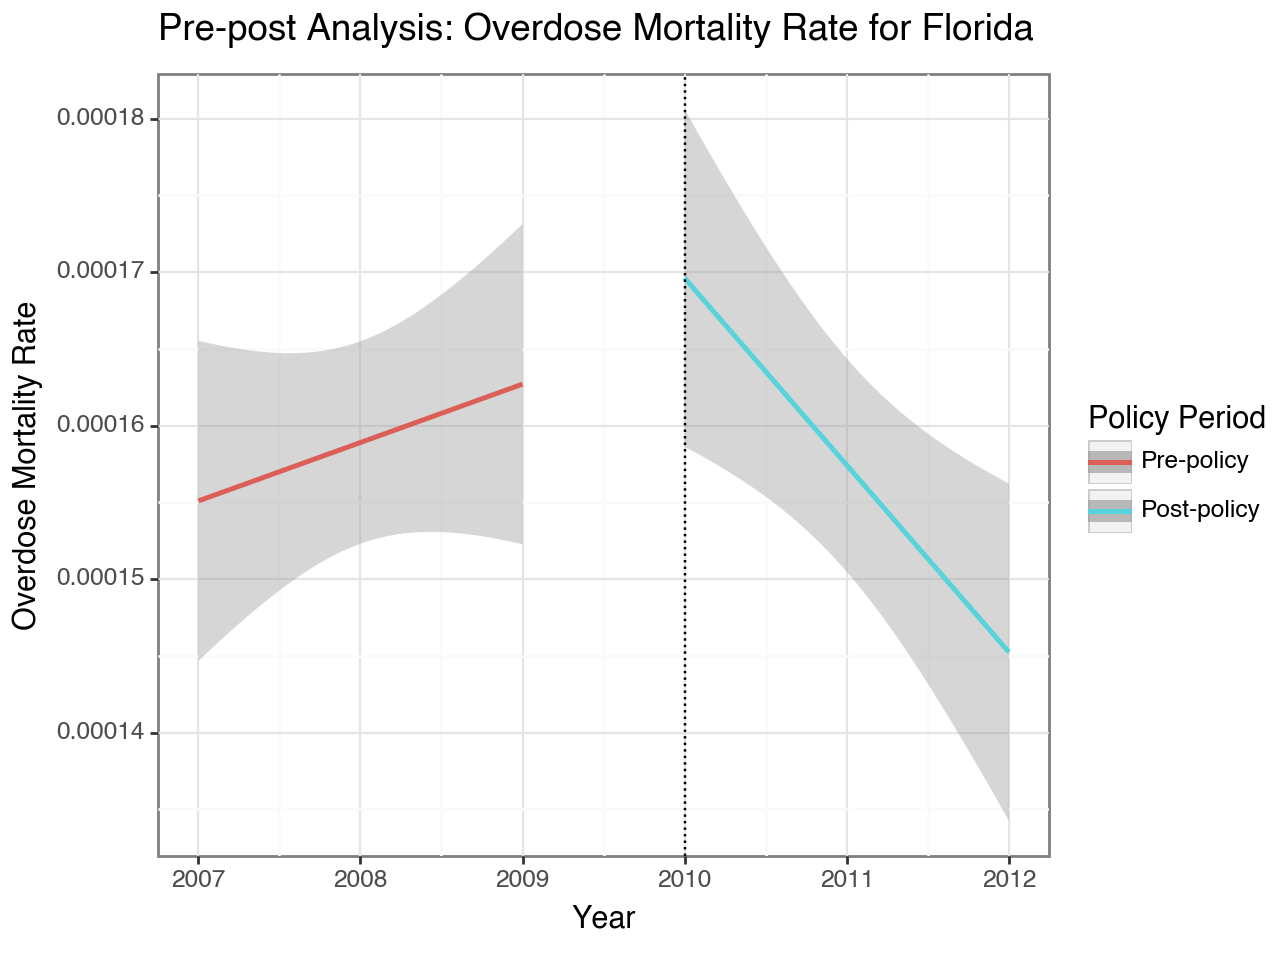 Pre-post Analysis: Overdose Mortality Rate for Florida
0.00018
0.00017
0.00016
0.00015
0.00014
Overdose Mortality Rate
2007 2008 2009 2010 2011 2012
Year
Policy Period
Pre-policy
Post-policy